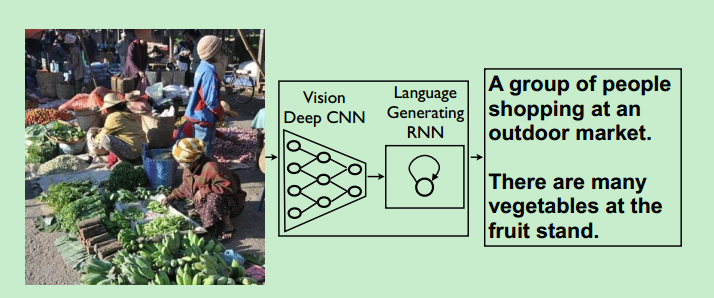 Vision
Deep CNN
Language
Generating
RNN
A group of people
shopping at an
outdoor market.
There are many
vegetables at the
fruit stand.